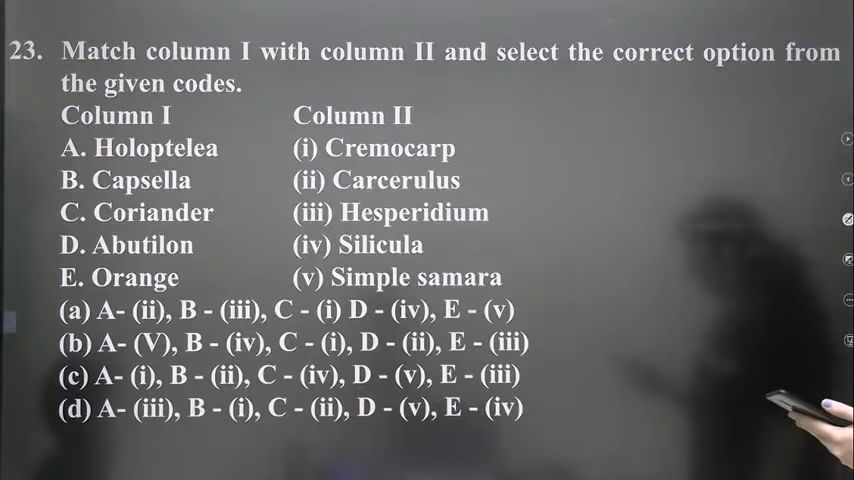 23. Match column I with column II and select the correct option from
the given codes.
Column I Column II
A. Holoptelea (i) Cremocarp
B. Capsella (ii) Carcerulus
C. Coriander (iii) Hesperidium
D. Abutilon (iv) Silicula
E. Orange (v) Simple samara
(a) A- (ii), B - (iii), C - (i) D - (iv), E - (v)
(b) A- (V), B - (iv), C - (i), D - (ii), E - (iii)
(c) A- (i), B - (ii), C - (iv), D - (v), E - (iii)
(d) A- (iii), B - (i), C - (ii), D - (v), E - (iv)